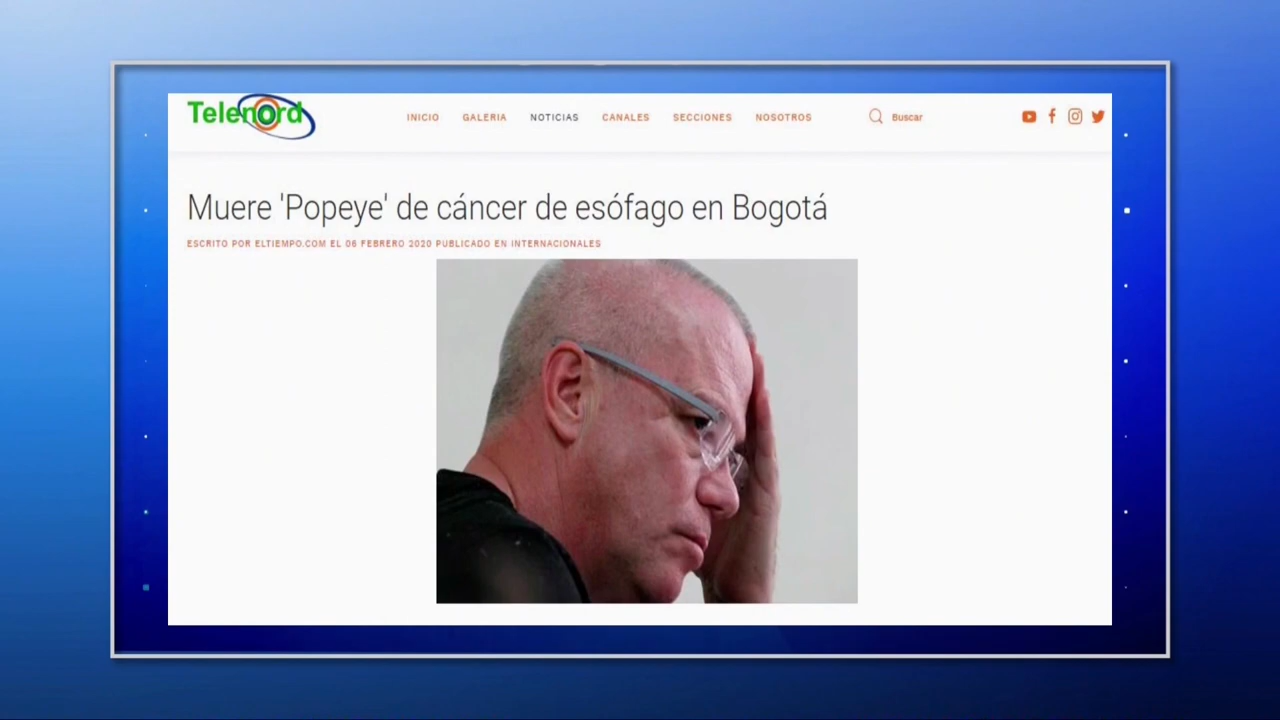 Telenord
INICIO GALERIA NOTICIAS CANALES SECCIONES NOSOTROS Buscar
Muere 'Popeye' de cáncer de esófago en Bogotá
ESCRITO POR ELTIEMPO.COM EL 06 FEBRERO 2020 PUBLICADO EN INTERNACIONALES